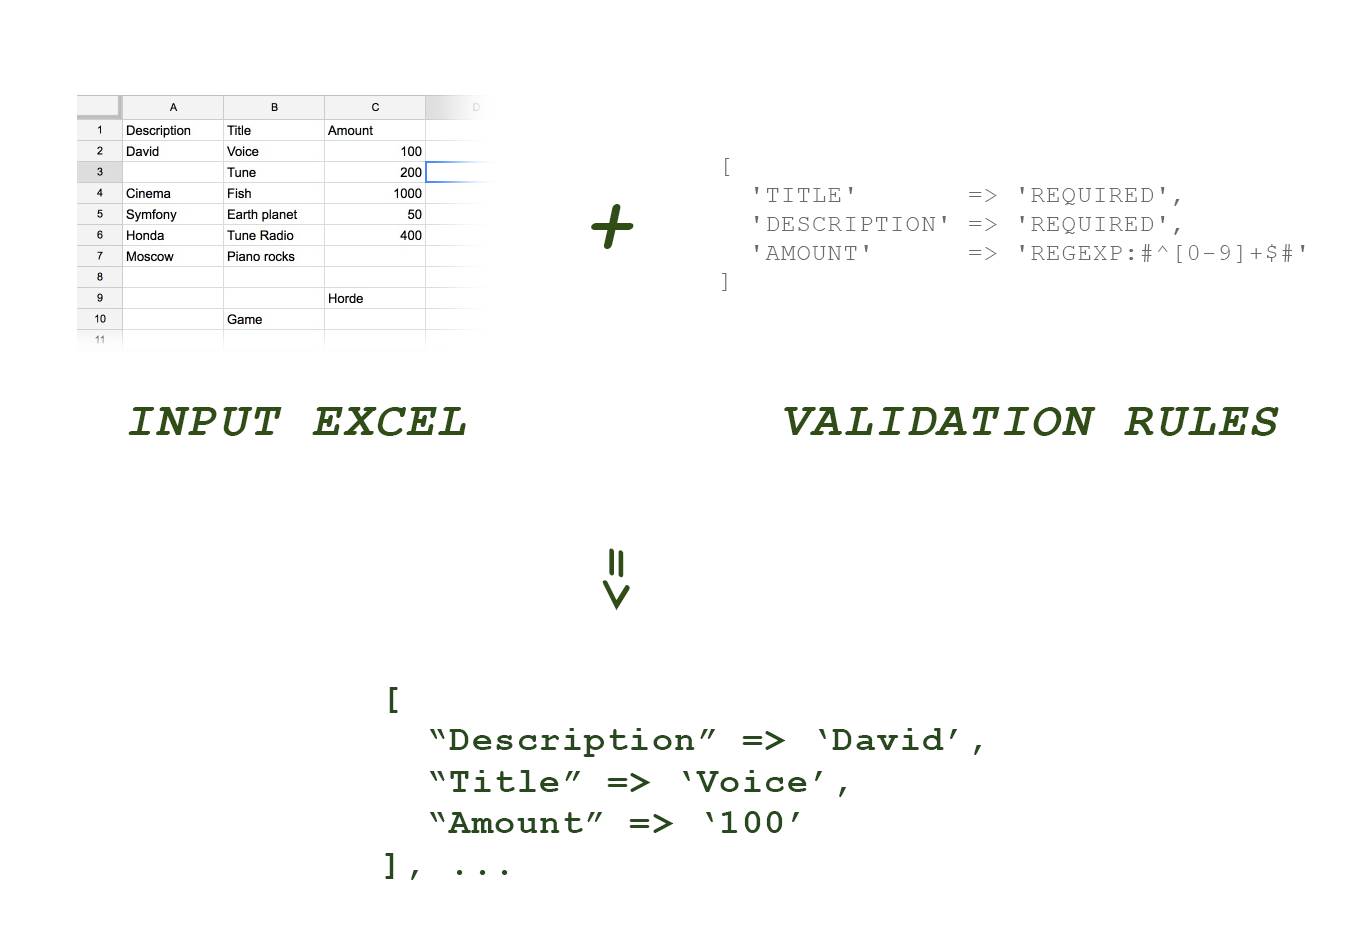 A B C D
1 Description Title Amount
2 David Voice 100
3 Tune 200
4 Cinema Fish 1000
5 Symfony Earth planet 50
6 Honda Tune Radio 400
7 Moscow Piano rocks
8
9 Horde
10 Game
11
+
[
'TITLE' => 'REQUIRED',
'DESCRIPTION' => 'REQUIRED',
'AMOUNT' => 'REGEXP:#^[0-9]+$#'
]
INPUT EXCEL
VALIDATION RULES
=>
[
“Description” => ‘David’,
“Title” => ‘Voice’,
“Amount” => ‘100’
], ...